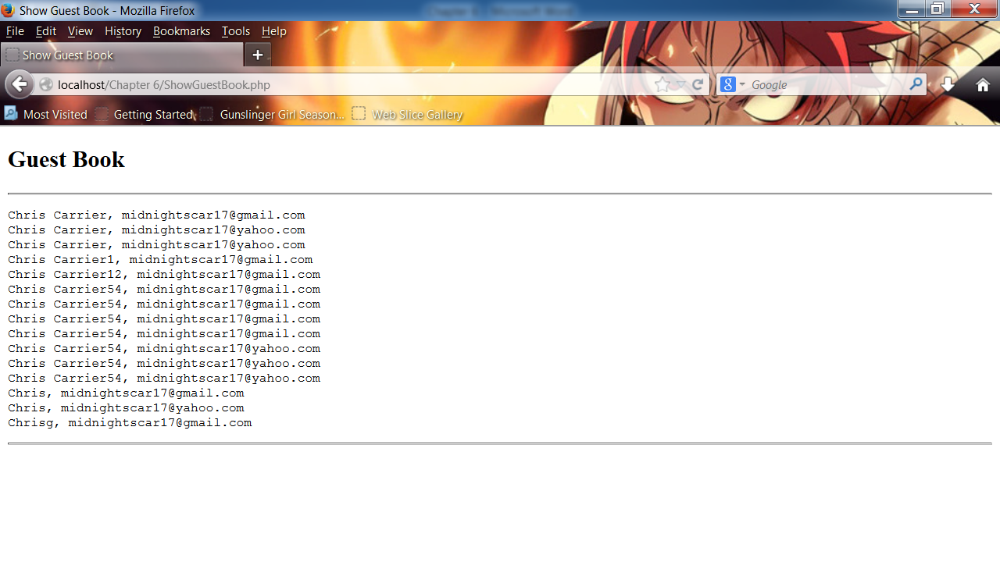 Show Guest Book - Mozilla Firefox
File Edit View History Bookmarks Tools Help
Show Guest Book +
localhost/Chapter 6/ShowGuestBook.php 8 Google
Most Visited Getting Started Gunslinger Girl Season... Web Slice Gallery
Guest Book
Chris Carrier, midnightscar17@gmail.com
Chris Carrier, midnightscar17@yahoo.com
Chris Carrier, midnightscar17@yahoo.com
Chris Carrier1, midnightscar17@gmail.com
Chris Carrier12, midnightscar17@gmail.com
Chris Carrier54, midnightscar17@gmail.com
Chris Carrier54, midnightscar17@gmail.com
Chris Carrier54, midnightscar17@gmail.com
Chris Carrier54, midnightscar17@gmail.com
Chris Carrier54, midnightscar17@yahoo.com
Chris Carrier54, midnightscar17@yahoo.com
Chris Carrier54, midnightscar17@yahoo.com
Chris, midnightscar17@gmail.com
Chris, midnightscar17@yahoo.com
Chrisg, midnightscar17@gmail.com